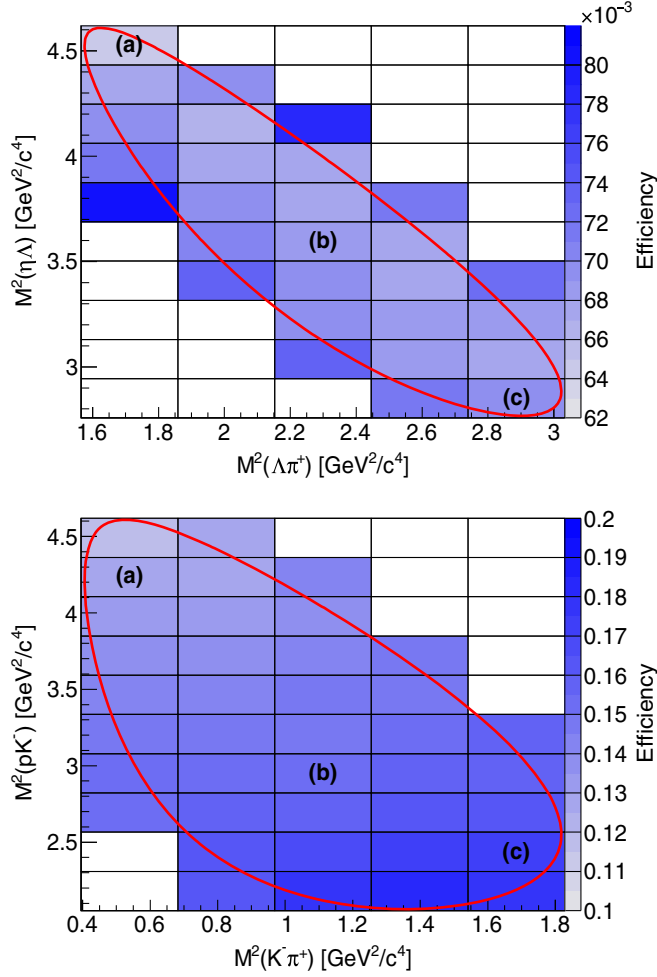 ×10⁻³
4.5
4
3.5
3
M²(ηΛ) [GeV²/c⁴]
(a)
(b)
(c)
80
78
76
74
72
70
68
66
64
62
Efficiency
1.6 1.8 2 2.2 2.4 2.6 2.8 3
M²(Λπ⁺) [GeV²/c⁴]
4.5
4
3.5
3
2.5
M²(pK⁻) [GeV²/c⁴]
(a)
(b)
(c)
0.2
0.19
0.18
0.17
0.16
0.15
0.14
0.13
0.12
0.11
0.1
Efficiency
0.4 0.6 0.8 1 1.2 1.4 1.6 1.8
M²(K⁻π⁺) [GeV²/c⁴]